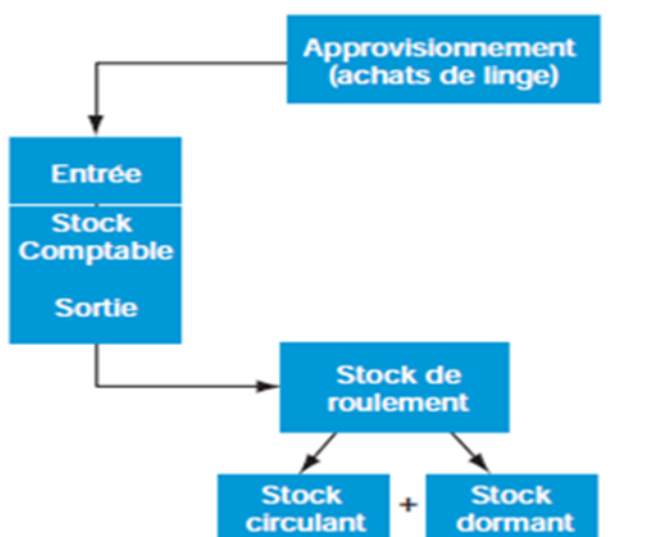 Approvisionnement
(achats de linge)
Entrée
Stock
Comptable
Sortie
Stock de
roulement
Stock
circulant
+
Stock
dormant